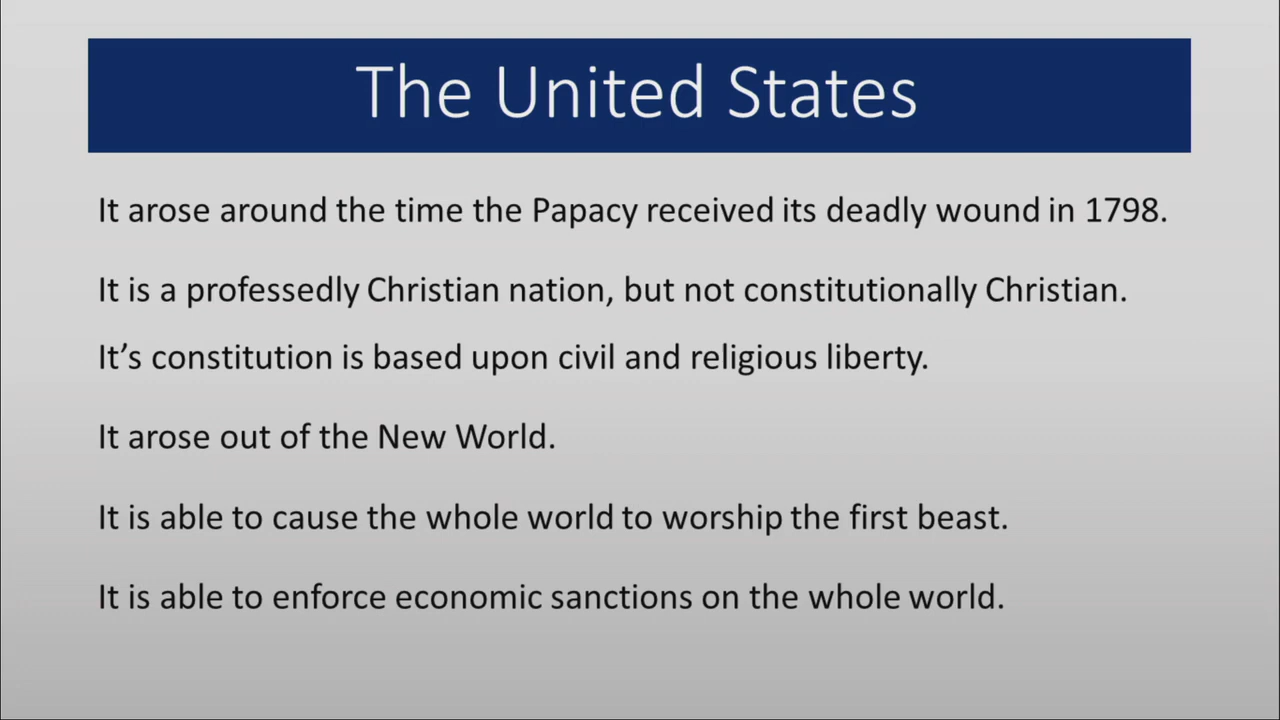 The United States
It arose around the time the Papacy received its deadly wound in 1798.
It is a professedly Christian nation, but not constitutionally Christian.
It’s constitution is based upon civil and religious liberty.
It arose out of the New World.
It is able to cause the whole world to worship the first beast.
It is able to enforce economic sanctions on the whole world.